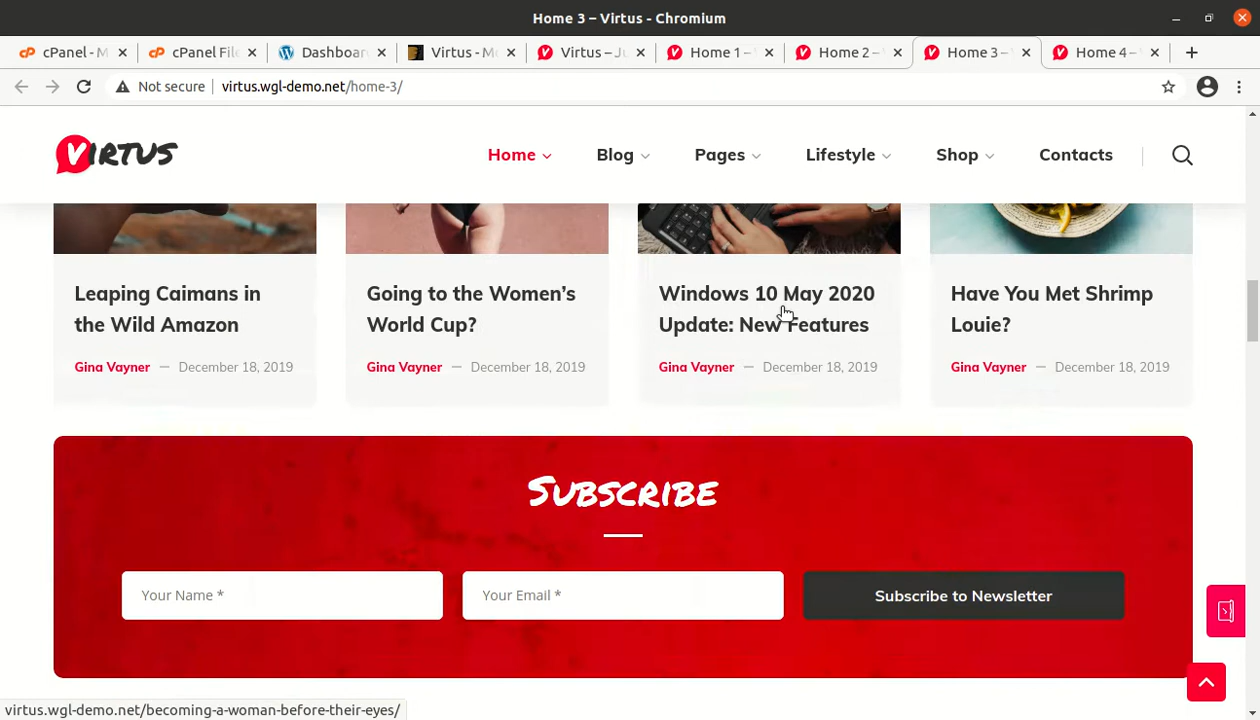 Home 3 – Virtus - Chromium
cPanel - M
cPanel File
Dashboar
Virtus - Mo
Virtus – Ju
Home 1 –
Home 2 –
Home 3 –
Home 4 –
Not secure
virtus.wgl-demo.net/home-3/
VIRTUS
Home
Blog
Pages
Lifestyle
Shop
Contacts
Leaping Caimans in
the Wild Amazon
Gina Vayner — December 18, 2019
Going to the Women’s
World Cup?
Gina Vayner — December 18, 2019
Windows 10 May 2020
Update: New Features
Gina Vayner — December 18, 2019
Have You Met Shrimp
Louie?
Gina Vayner — December 18, 2019
Subscribe
Your Name *
Your Email *
Subscribe to Newsletter
virtus.wgl-demo.net/becoming-a-woman-before-their-eyes/